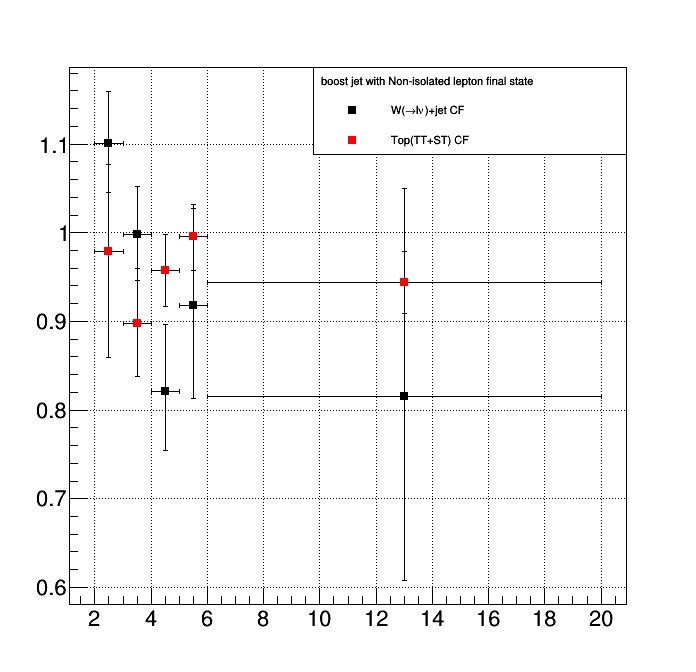 boost jet with Non-isolated lepton final state
W(→lν)+jet CF
Top(TT+ST) CF
1.1
1
0.9
0.8
0.7
0.6
2 4 6 8 10 12 14 16 18 20